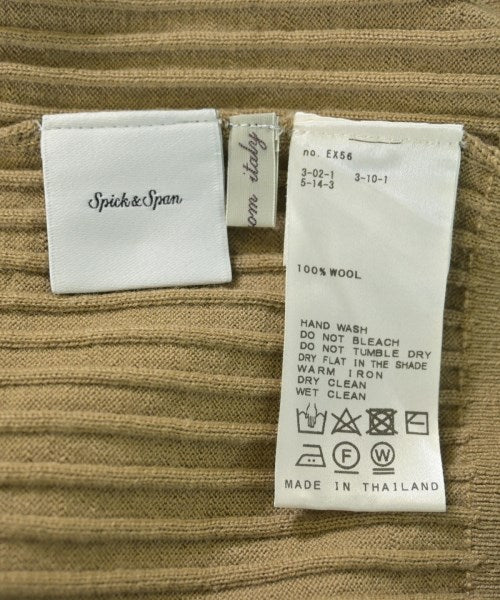 Spick & Span
om italy
no. EX56
3-02-1 3-10-1
5-14-3
100% WOOL
HAND WASH
DO NOT BLEACH
DO NOT TUMBLE DRY
DRY FLAT IN THE SHADE
WARM IRON
DRY CLEAN
WET CLEAN
F W
MADE IN THAILAND